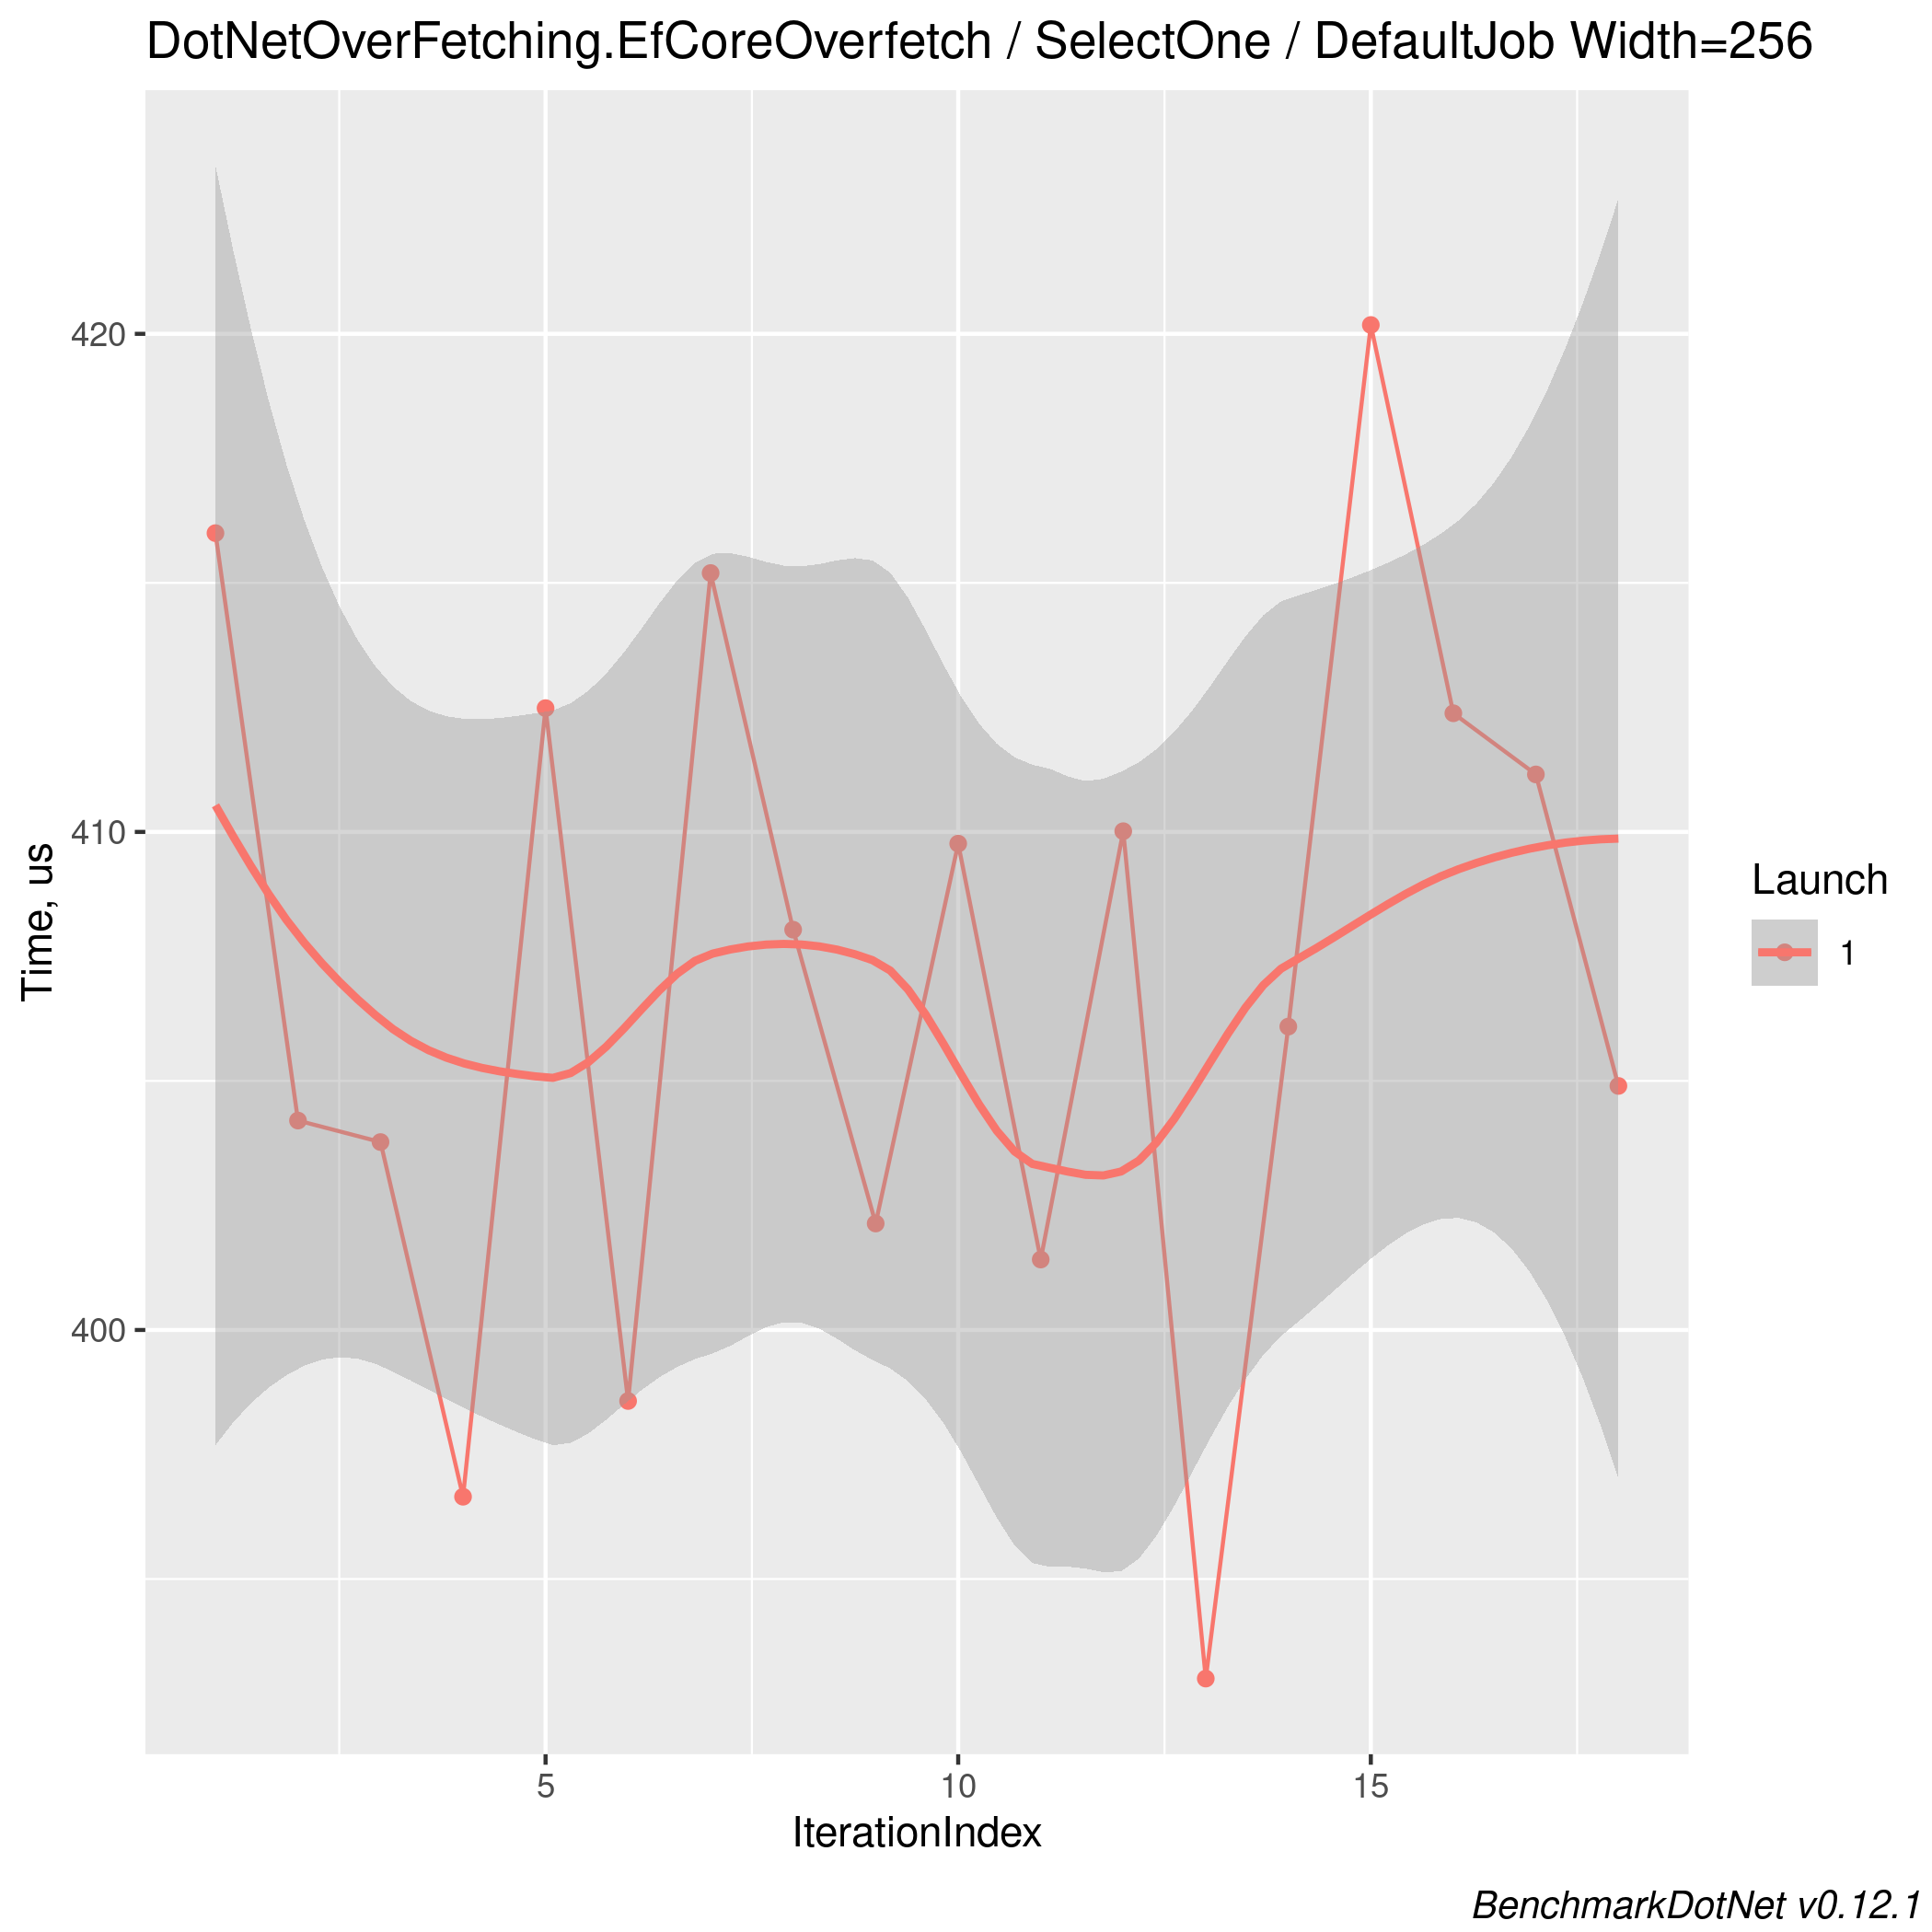 DotNetOverFetching.EfCoreOverfetch / SelectOne / DefaultJob Width=256
420
410
400
Time, us
5 10 15
IterationIndex
Launch
1
BenchmarkDotNet v0.12.1